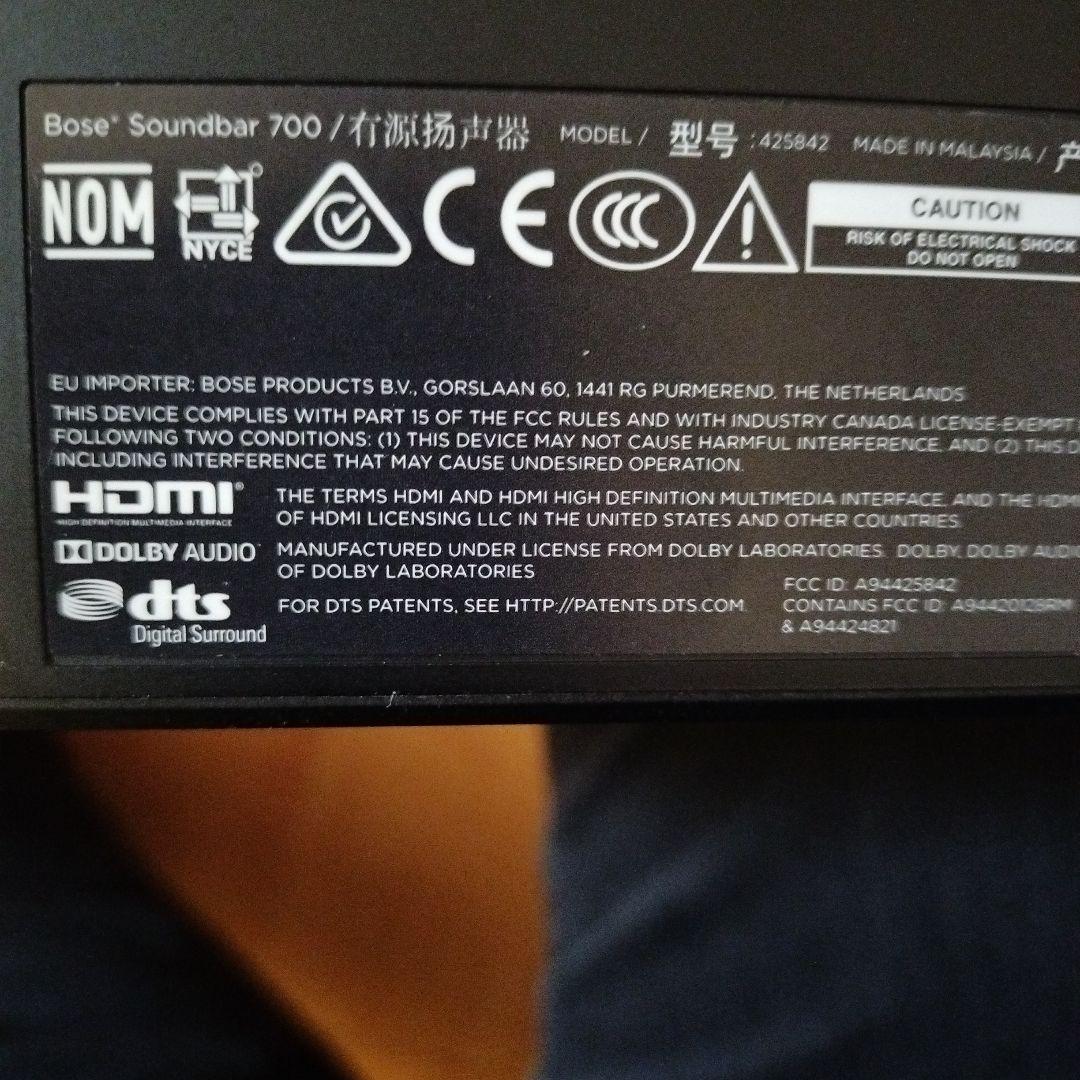 Bose® Soundbar 700 / 有源扬声器 MODEL / 型号 : 425842 MADE IN MALAYSIA / 产
NOM
NYCE
CE
CCC
CAUTION
RISK OF ELECTRICAL SHOCK
DO NOT OPEN
EU IMPORTER: BOSE PRODUCTS B.V., GORSLAAN 60, 1441 RG PURMEREND, THE NETHERLANDS
THIS DEVICE COMPLIES WITH PART 15 OF THE FCC RULES AND WITH INDUSTRY CANADA LICENSE-EXEMPT
FOLLOWING TWO CONDITIONS: (1) THIS DEVICE MAY NOT CAUSE HARMFUL INTERFERENCE, AND (2) THIS D
INCLUDING INTERFERENCE THAT MAY CAUSE UNDESIRED OPERATION.
HDMI®
HIGH DEFINITION MULTIMEDIA INTERFACE
THE TERMS HDMI AND HDMI HIGH DEFINITION MULTIMEDIA INTERFACE, AND THE HDMI
OF HDMI LICENSING LLC IN THE UNITED STATES AND OTHER COUNTRIES
DOLBY AUDIO
MANUFACTURED UNDER LICENSE FROM DOLBY LABORATORIES. DOLBY, DOLBY AUDIO
OF DOLBY LABORATORIES
dts
Digital Surround
FOR DTS PATENTS, SEE HTTP://PATENTS.DTS.COM.
FCC ID: A94425842
CONTAINS FCC ID: A94420128RM
& A94424821